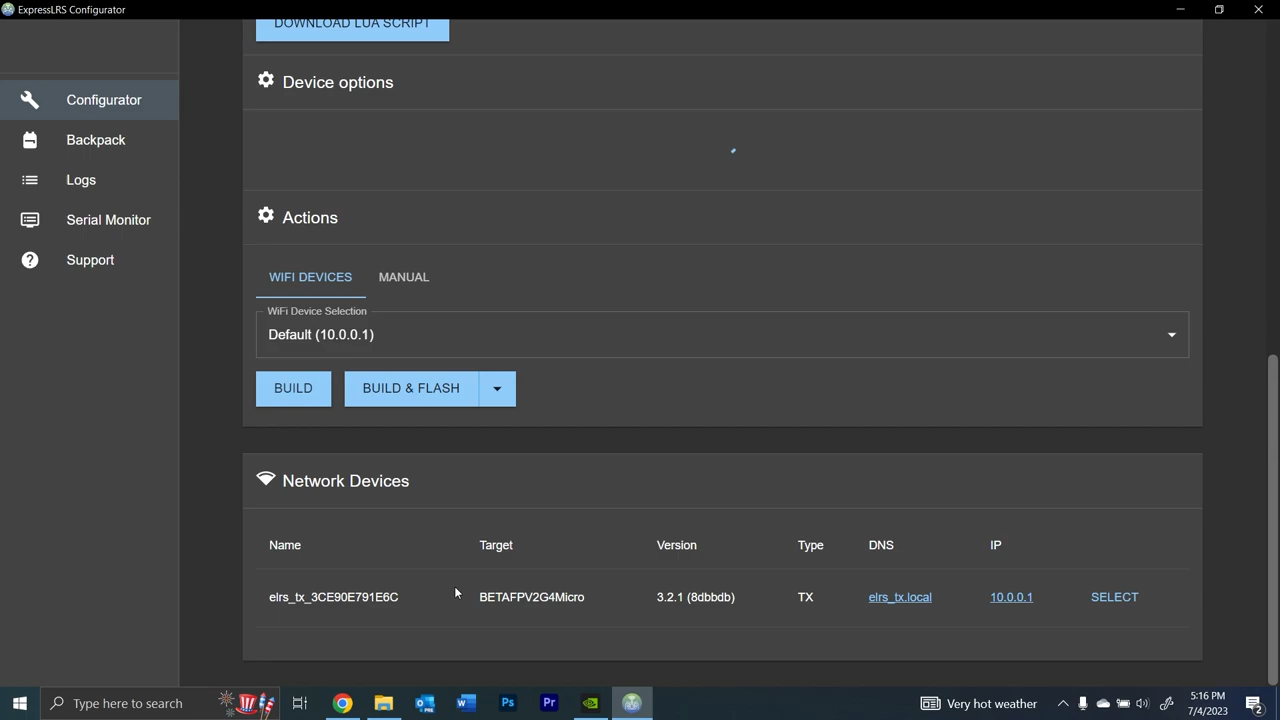 ExpressLRS Configurator
DOWNLOAD LUA SCRIPT
Device options
Configurator
Backpack
Logs
Serial Monitor
Support
Actions
WIFI DEVICES MANUAL
WiFi Device Selection
Default (10.0.0.1)
BUILD BUILD & FLASH
Network Devices
Name Target Version Type DNS IP
elrs_tx_3CE90E791E6C BETAFPV2G4Micro 3.2.1 (8dbbdb) TX elrs_tx.local 10.0.0.1 SELECT
Type here to search
Very hot weather
5:16 PM
7/4/2023
2